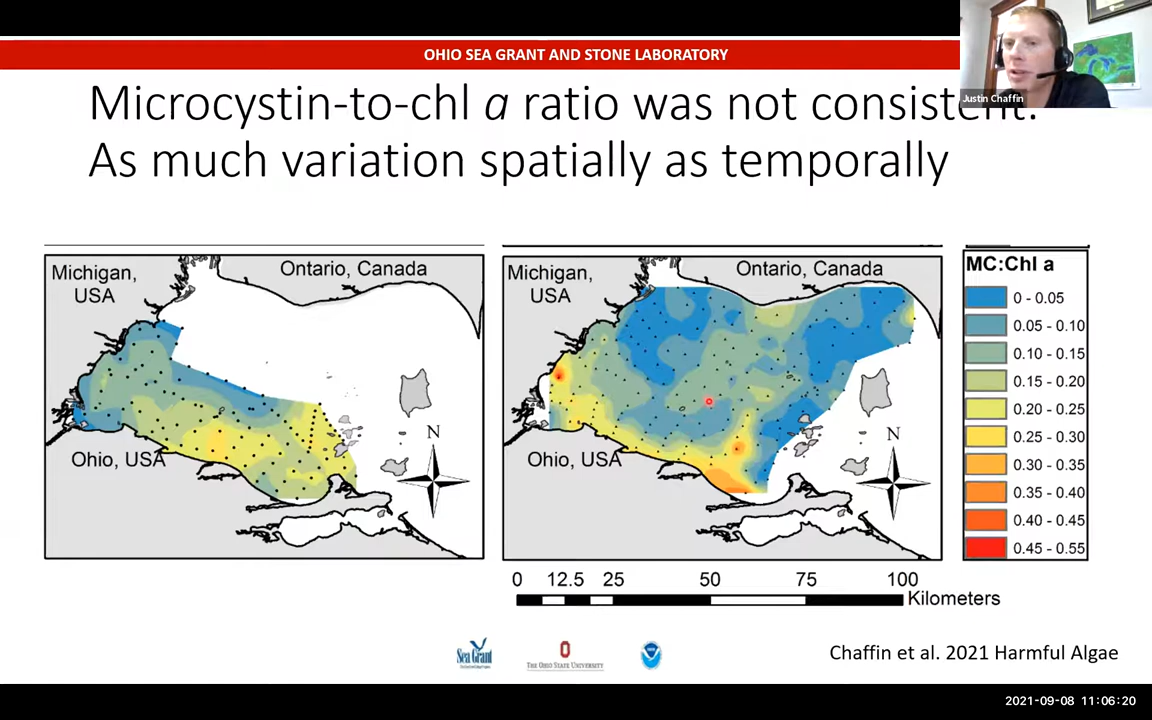 OHIO SEA GRANT AND STONE LABORATORY
Justin Chaffin
Microcystin-to-chl a ratio was not consistent.
As much variation spatially as temporally
Michigan,
USA
Ontario, Canada
Ohio, USA
N
Michigan,
USA
Ontario, Canada
Ohio, USA
N
MC:Chl a
0 - 0.05
0.05 - 0.10
0.10 - 0.15
0.15 - 0.20
0.20 - 0.25
0.25 - 0.30
0.30 - 0.35
0.35 - 0.40
0.40 - 0.45
0.45 - 0.55
0 12.5 25 50 75 100
Kilometers
Sea Grant
THE OHIO STATE UNIVERSITY
Chaffin et al. 2021 Harmful Algae
2021-09-08 11:06:20